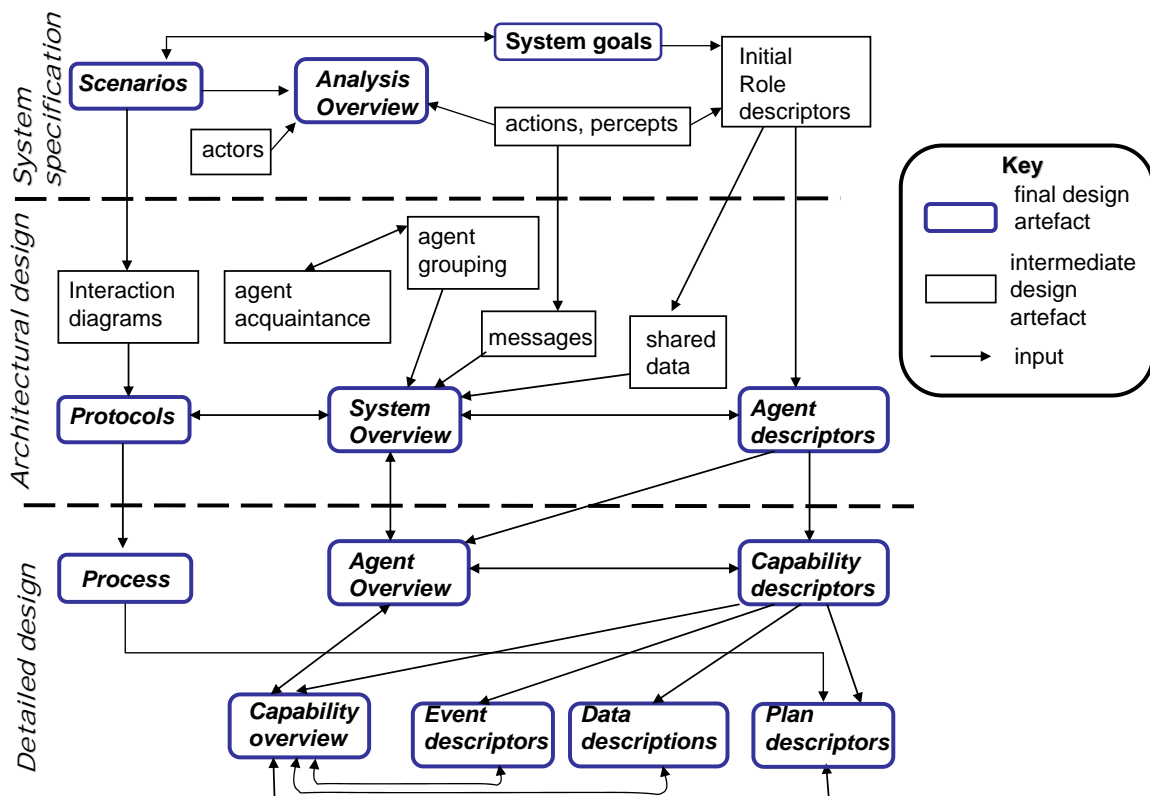 System
specification
System goals
Scenarios
Analysis
Overview
Initial
Role
descriptors
actors
actions, percepts
Key
final design
artefact
intermediate
design
artefact
input
Architectural design
agent
grouping
Interaction
diagrams
agent
acquaintance
messages
shared
data
Protocols
System
Overview
Agent
descriptors
Detailed design
Process
Agent
Overview
Capability
descriptors
Capability
overview
Event
descriptors
Data
descriptions
Plan
descriptors